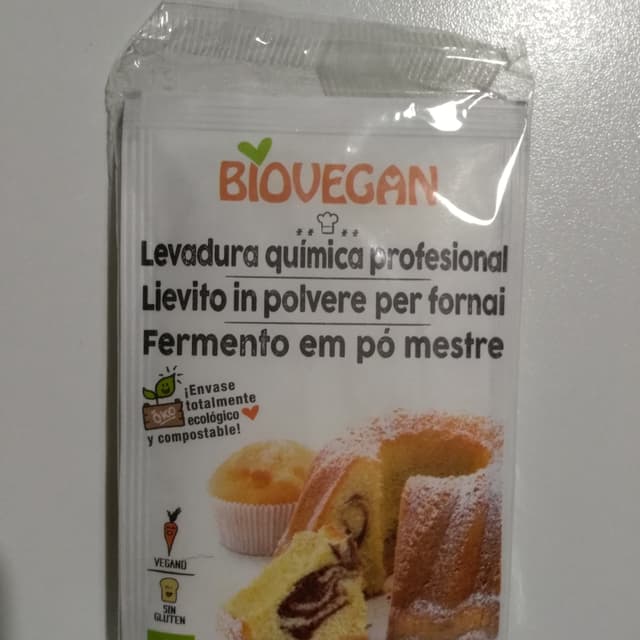 BIOVEGAN
Levadura química profesional
Lievito in polvere per fornai
Fermento em pó mestre
¡Envase
totalmente
ecológico
y compostable!
Öko
VEGANO
SIN
GLUTEN